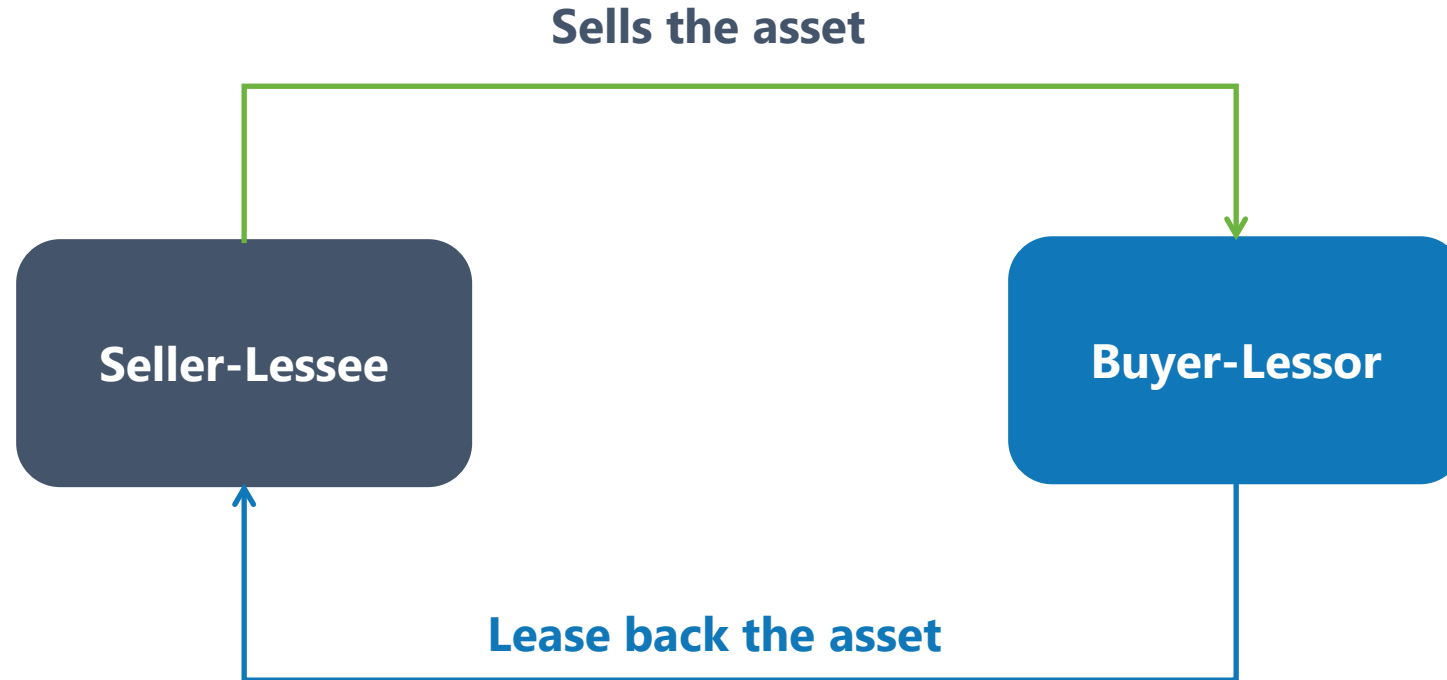 Sells the asset
Seller-Lessee
Buyer-Lessor
Lease back the asset